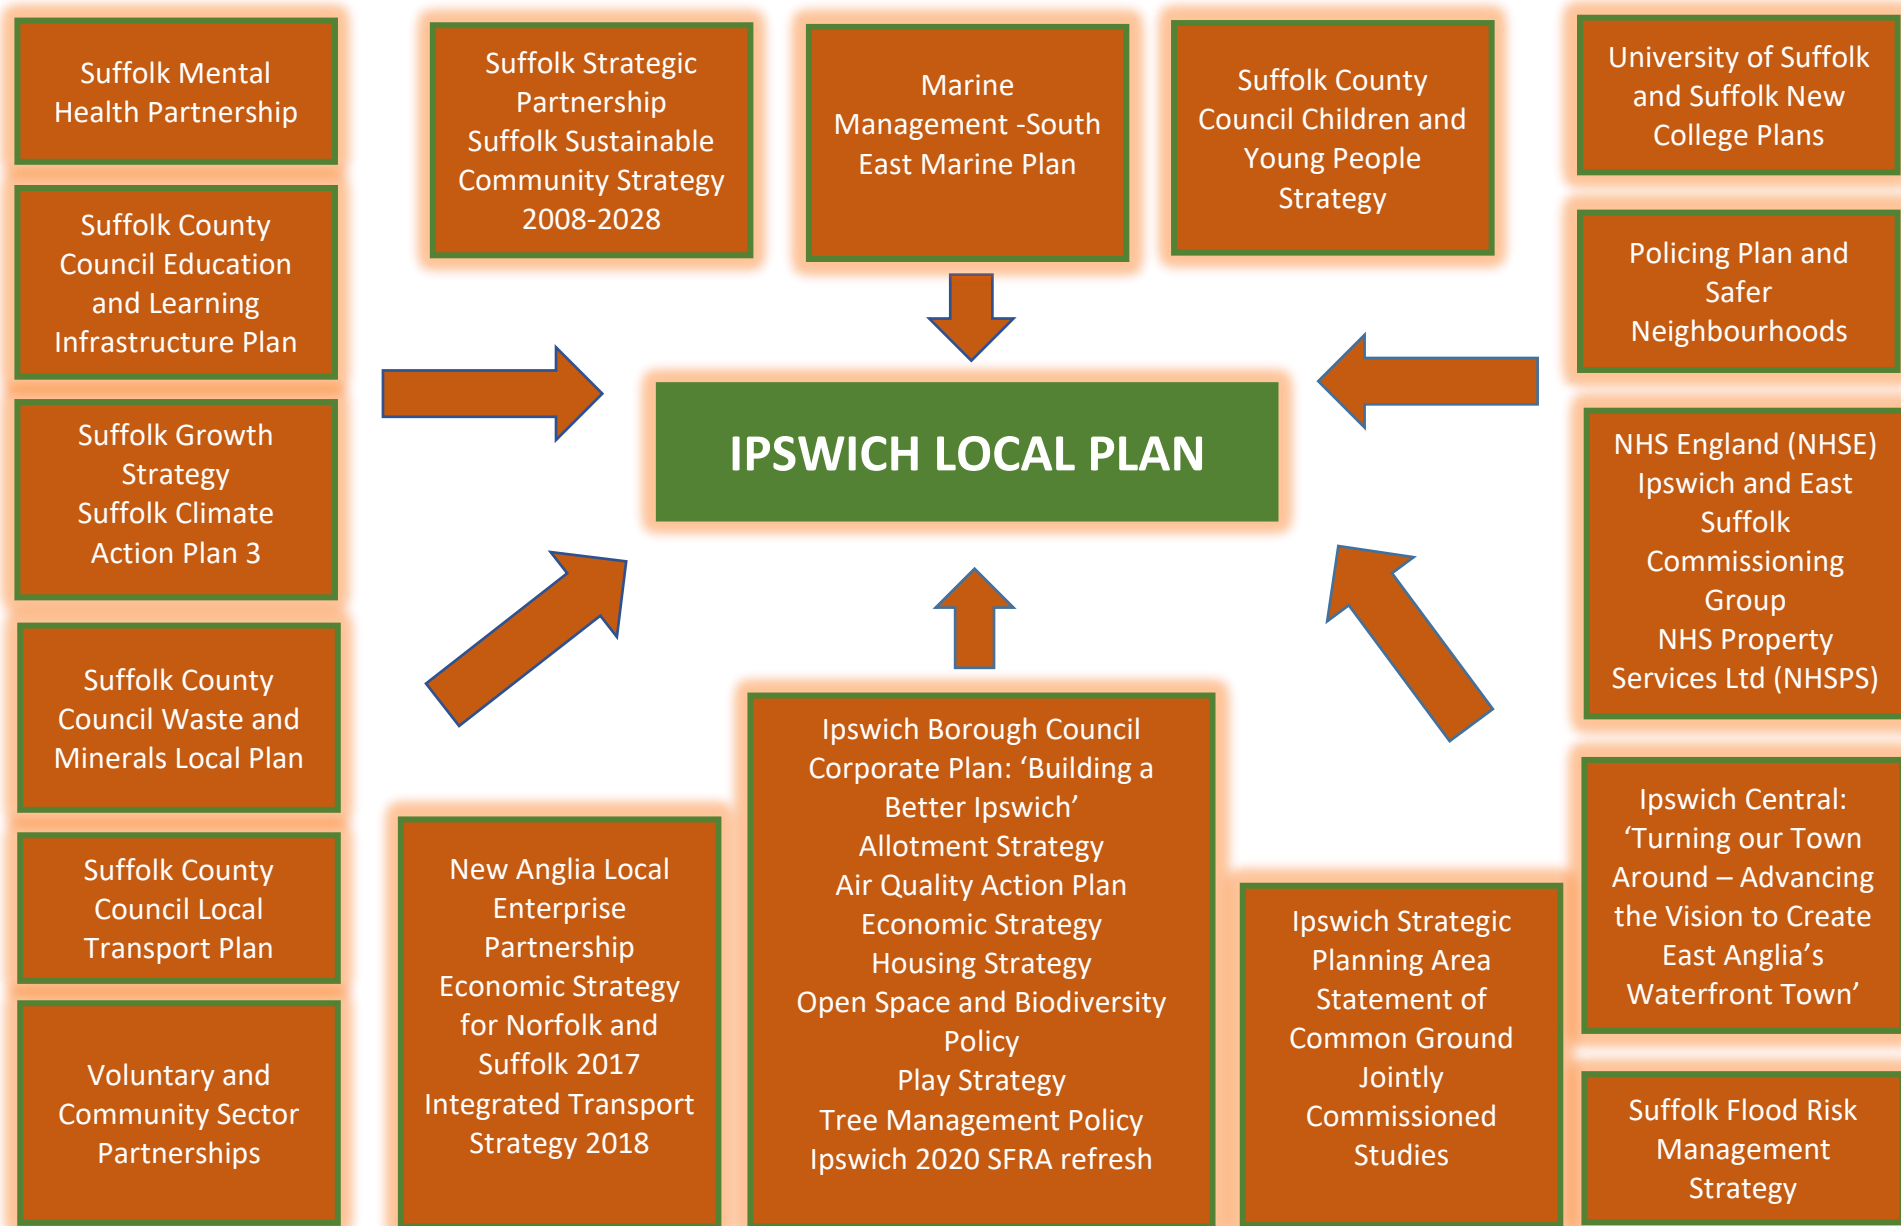 Suffolk Mental
Health Partnership
Suffolk County
Council Education
and Learning
Infrastructure Plan
Suffolk Growth
Strategy
Suffolk Climate
Action Plan 3
Suffolk County
Council Waste and
Minerals Local Plan
Suffolk County
Council Local
Transport Plan
Voluntary and
Community Sector
Partnerships
Suffolk Strategic
Partnership
Suffolk Sustainable
Community Strategy
2008-2028
Marine
Management -South
East Marine Plan
Suffolk County
Council Children and
Young People
Strategy
IPSWICH LOCAL PLAN
New Anglia Local
Enterprise
Partnership
Economic Strategy
for Norfolk and
Suffolk 2017
Integrated Transport
Strategy 2018
Ipswich Borough Council
Corporate Plan: ‘Building a
Better Ipswich’
Allotment Strategy
Air Quality Action Plan
Economic Strategy
Housing Strategy
Open Space and Biodiversity
Policy
Play Strategy
Tree Management Policy
Ipswich 2020 SFRA refresh
Ipswich Strategic
Planning Area
Statement of
Common Ground
Jointly
Commissioned
Studies
University of Suffolk
and Suffolk New
College Plans
Policing Plan and
Safer
Neighbourhoods
NHS England (NHSE)
Ipswich and East
Suffolk
Commissioning
Group
NHS Property
Services Ltd (NHSPS)
Ipswich Central:
‘Turning our Town
Around – Advancing
the Vision to Create
East Anglia’s
Waterfront Town’
Suffolk Flood Risk
Management
Strategy